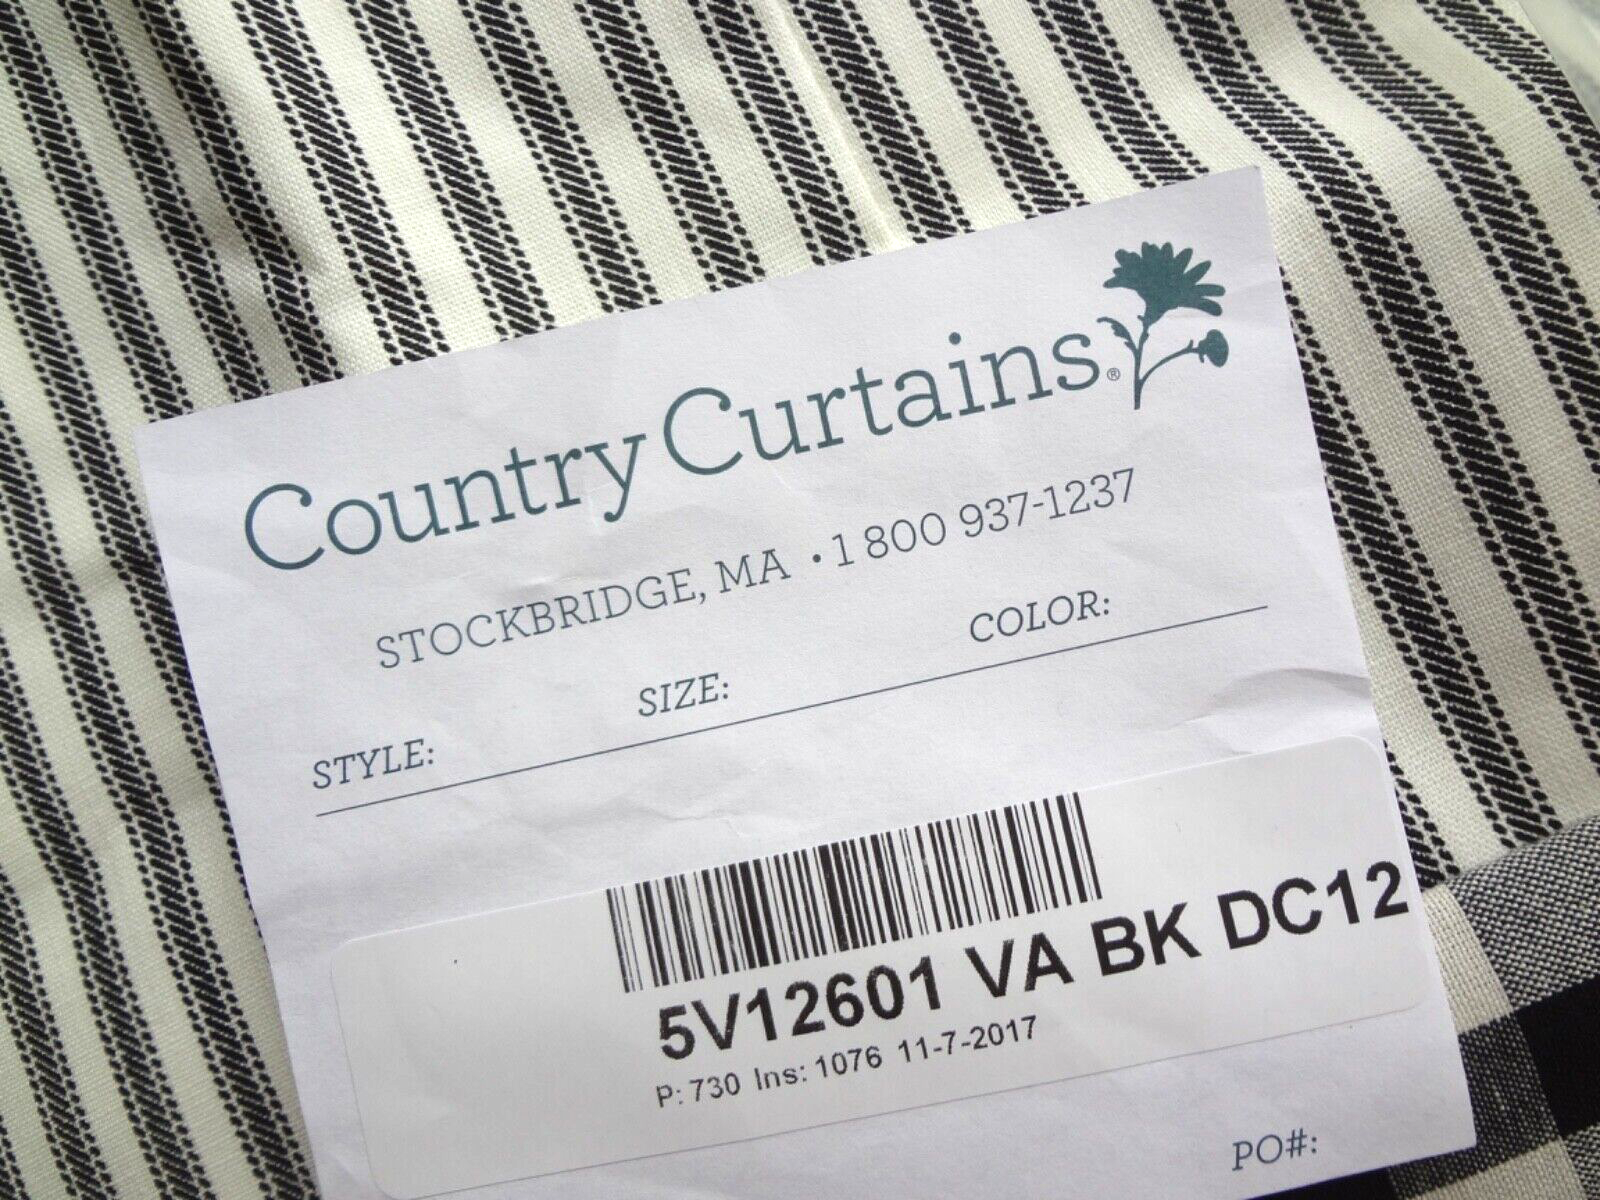 Country Curtains®
STOCKBRIDGE, MA • 1 800 937-1237
STYLE: SIZE: COLOR:
5V12601 VA BK DC12
P: 730 Ins: 1076 11-7-2017
PO#: